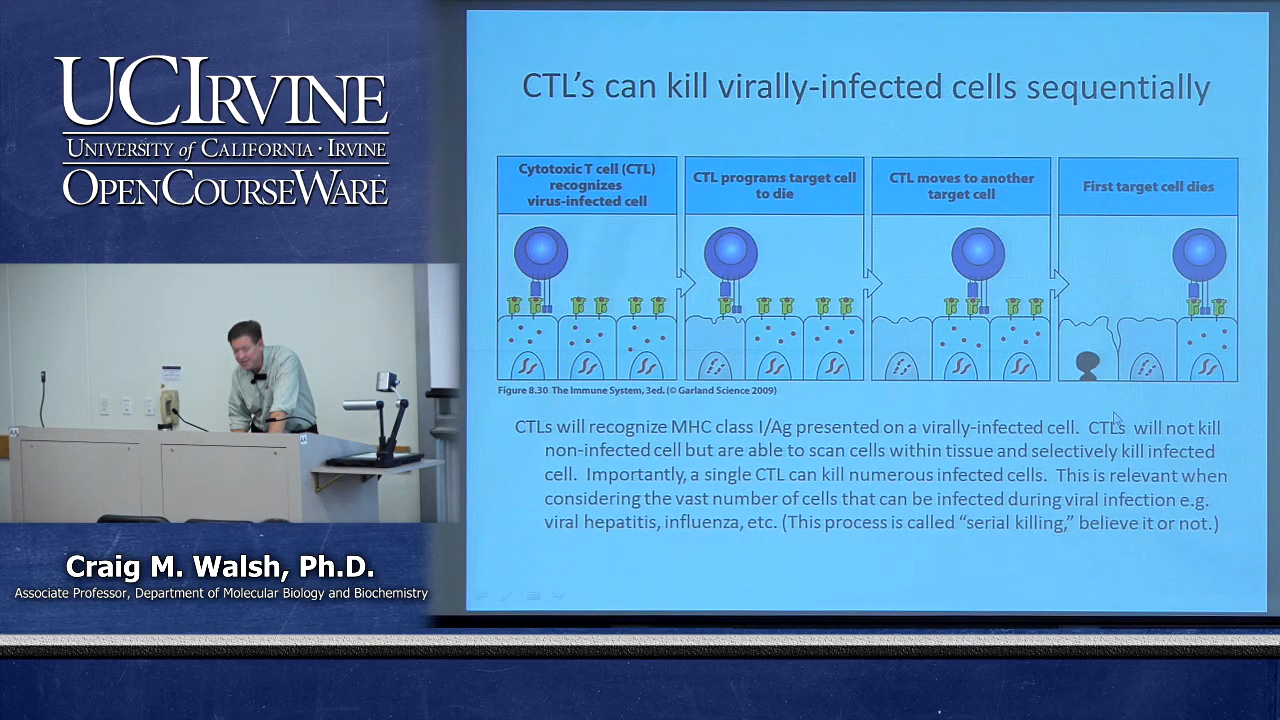 UCIRVINE
UNIVERSITY of CALIFORNIA · IRVINE
OPENCOURSEWARE
Craig M. Walsh, Ph.D.
Associate Professor, Department of Molecular Biology and Biochemistry
CTL’s can kill virally-infected cells sequentially
Cytotoxic T cell (CTL)
recognizes
virus-infected cell
CTL programs target cell
to die
CTL moves to another
target cell
First target cell dies
Figure 8.30 The Immune System, 3ed. (© Garland Science 2009)
CTLs will recognize MHC class I/Ag presented on a virally-infected cell. CTLs will not kill
non-infected cell but are able to scan cells within tissue and selectively kill infected
cell. Importantly, a single CTL can kill numerous infected cells. This is relevant when
considering the vast number of cells that can be infected during viral infection e.g.
viral hepatitis, influenza, etc. (This process is called “serial killing,” believe it or not.)